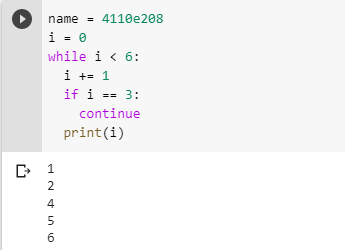 name = 4110e208
i = 0
while i < 6:
  i += 1
  if i == 3:
    continue
  print(i)
1
2
4
5
6